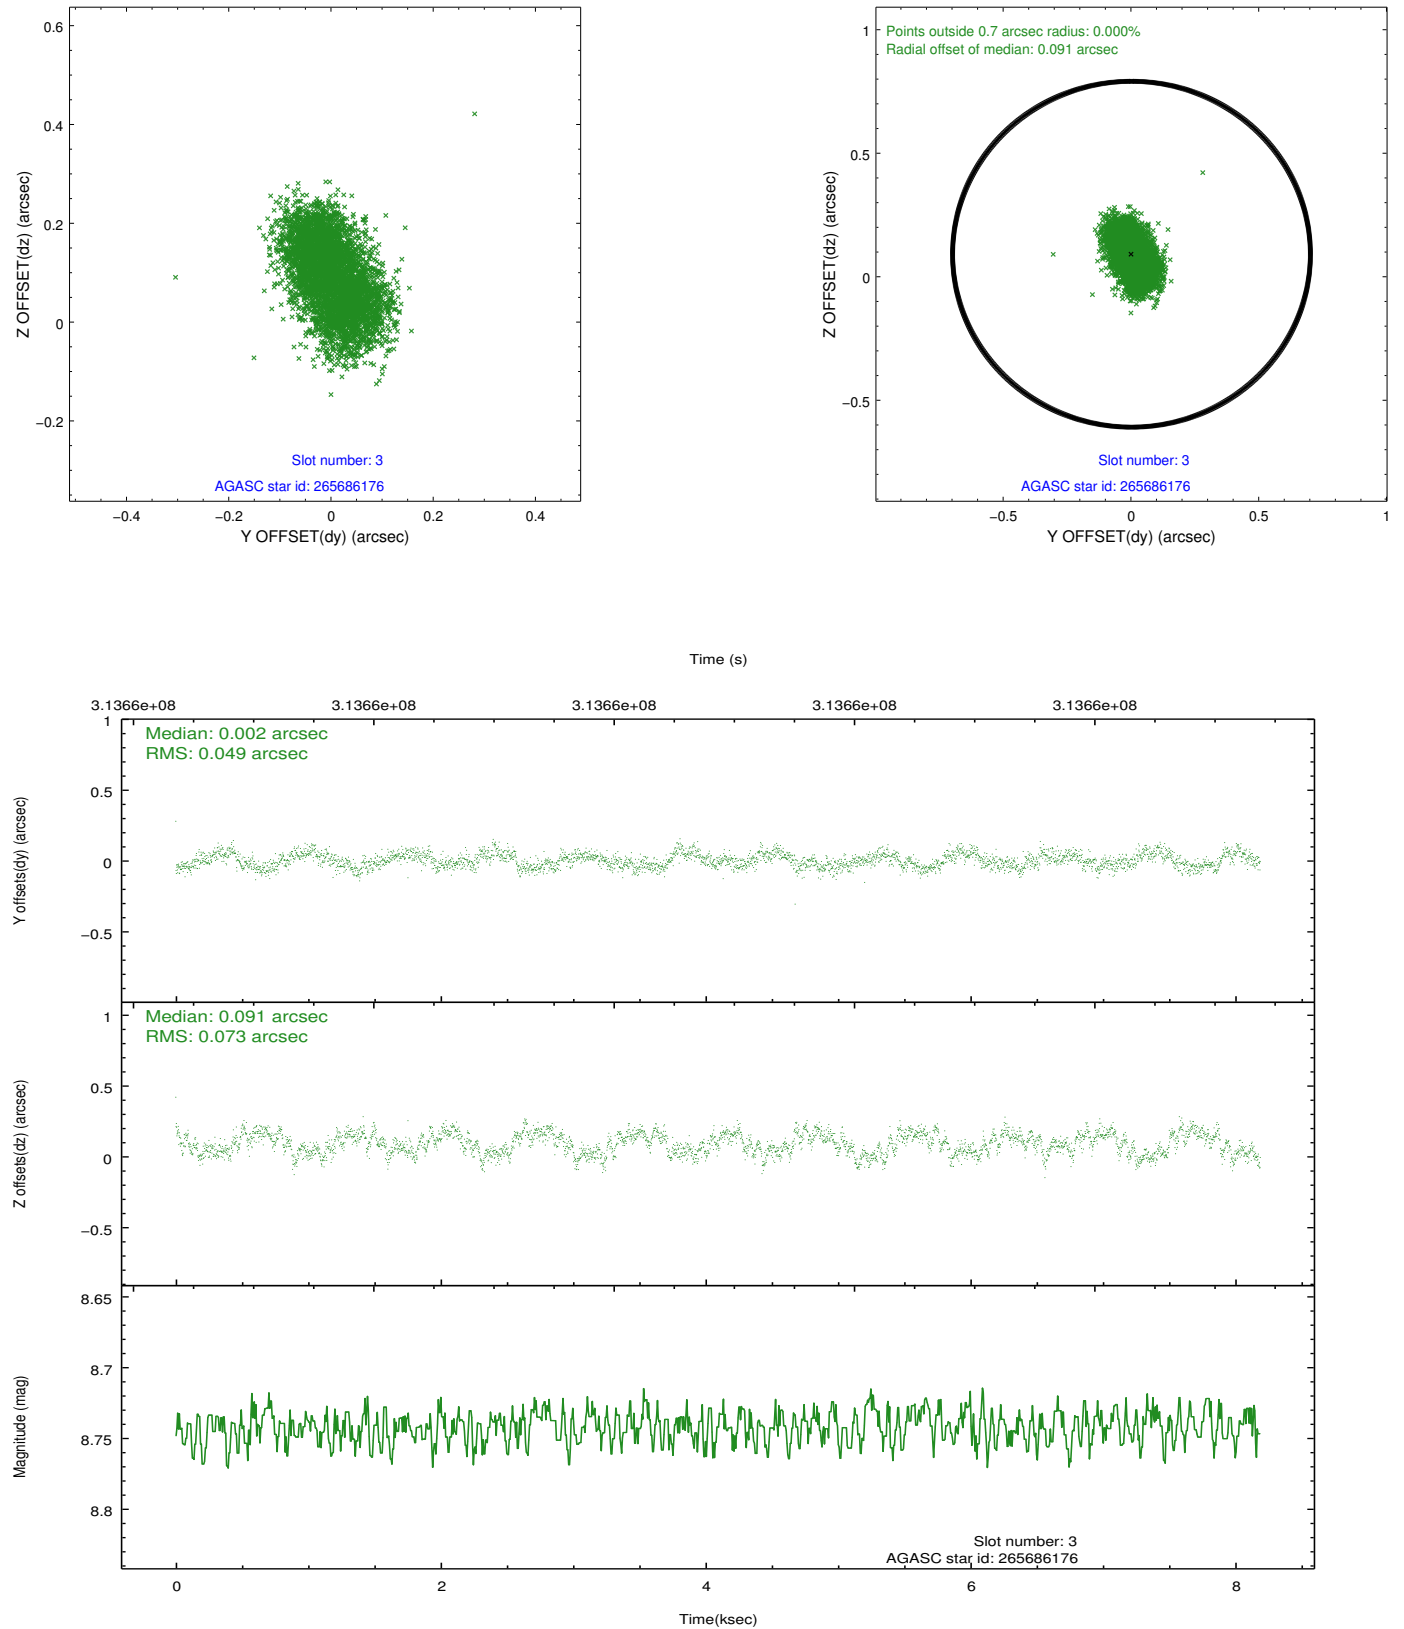 0.6
0.4
0.2
0
−0.2
Z OFFSET(dz) (arcsec)
Slot number: 3
AGASC star id: 265686176
−0.4 −0.2 0 0.2 0.4
Y OFFSET(dy) (arcsec)
Points outside 0.7 arcsec radius: 0.000%
Radial offset of median: 0.091 arcsec
1
0.5
0
−0.5
Z OFFSET(dz) (arcsec)
Slot number: 3
AGASC star id: 265686176
−0.5 0 0.5 1
Y OFFSET(dy) (arcsec)
Time (s)
3.1366e+08 3.1366e+08 3.1366e+08 3.1366e+08 3.1366e+08
Median: 0.002 arcsec
RMS: 0.049 arcsec
1
0.5
0
−0.5
Y offsets(dy) (arcsec)
Median: 0.091 arcsec
RMS: 0.073 arcsec
1
0.5
0
−0.5
Z offsets(dz) (arcsec)
8.65
8.7
8.75
8.8
Magnitude (mag)
Slot number: 3
AGASC star id: 265686176
0 2 4 6 8
Time(ksec)